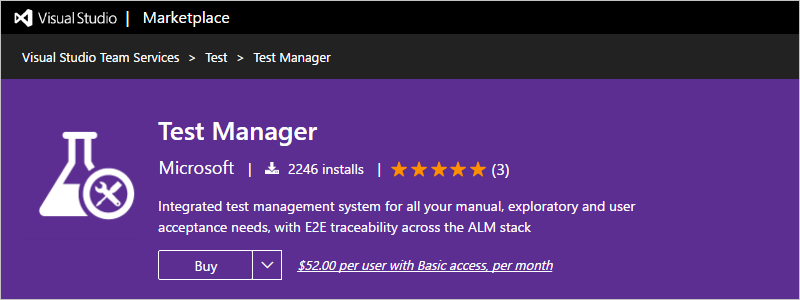 Visual Studio | Marketplace
Visual Studio Team Services > Test > Test Manager
Test Manager
Microsoft | 2246 installs | (3)
Integrated test management system for all your manual, exploratory and user
acceptance needs, with E2E traceability across the ALM stack
Buy $52.00 per user with Basic access, per month